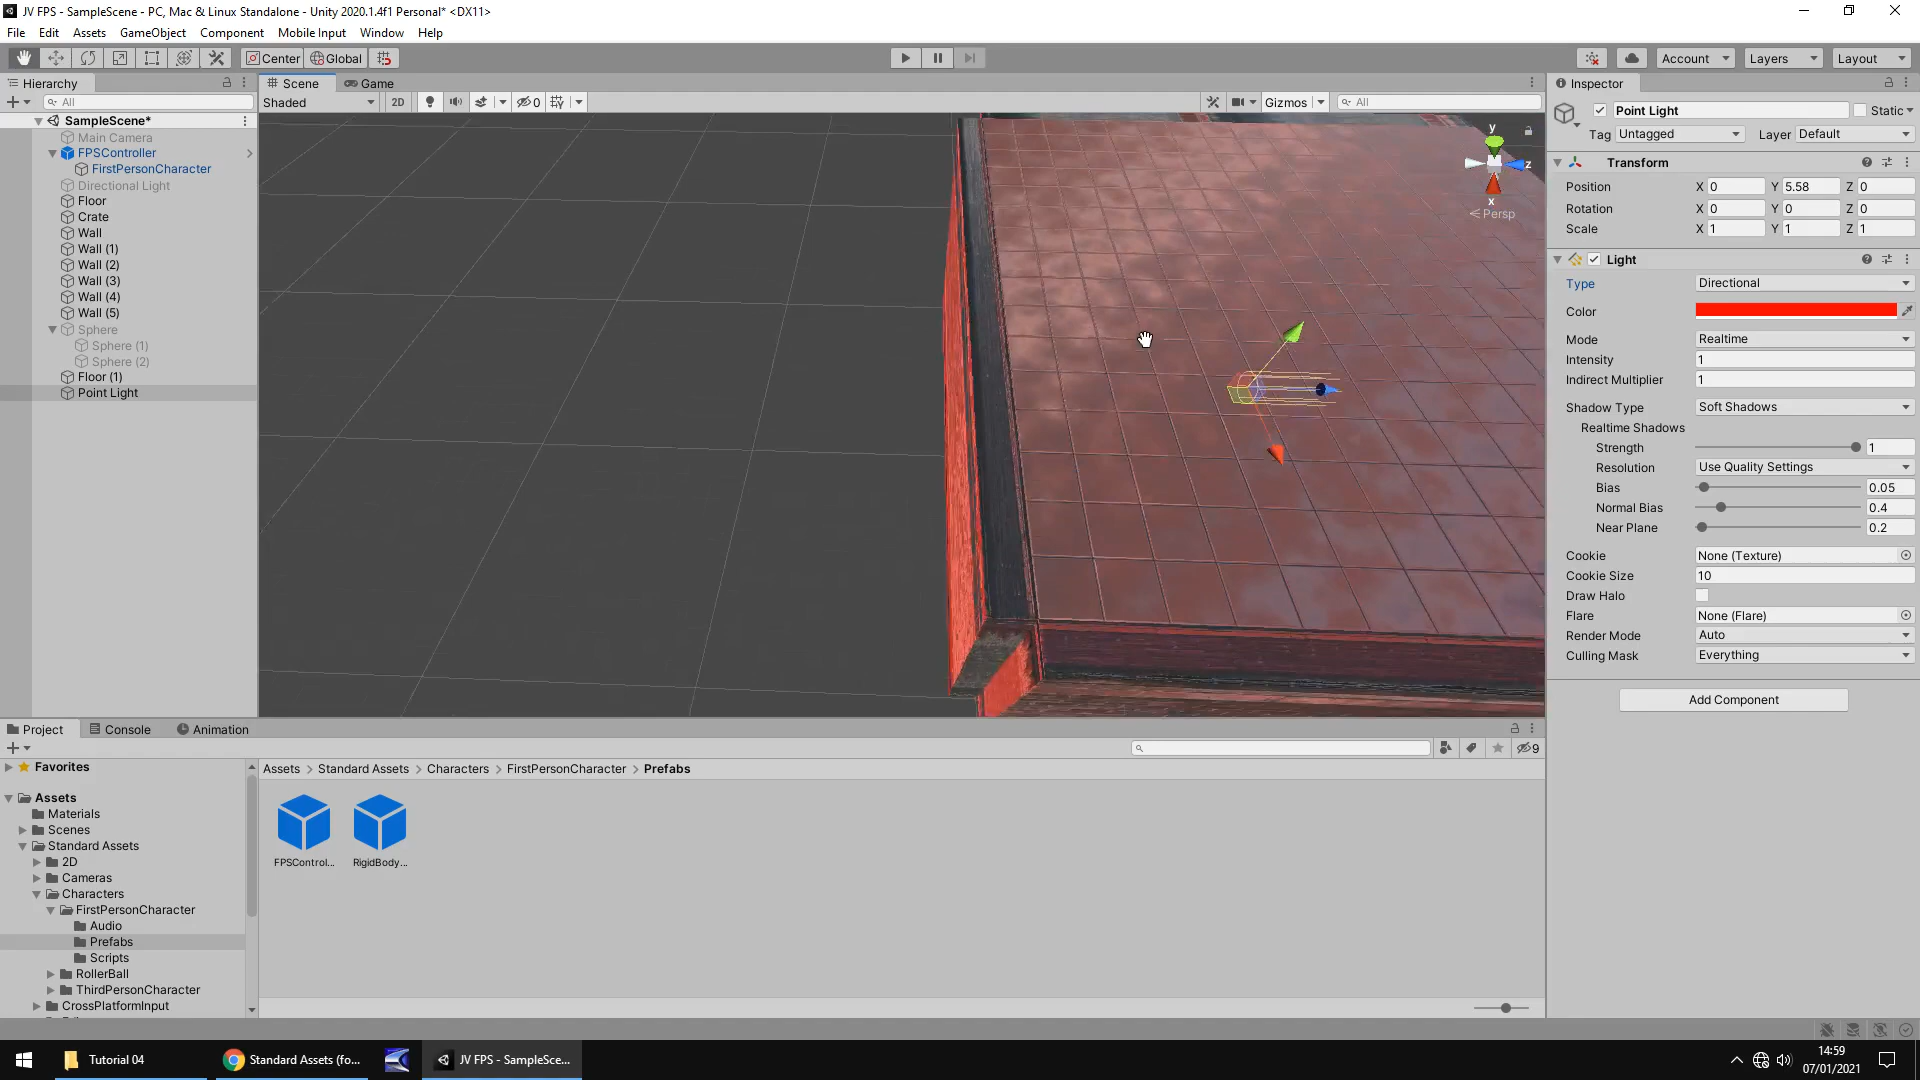 JV FPS - SampleScene - PC, Mac & Linux Standalone - Unity 2020.1.4f1 Personal* <DX11>
File Edit Assets GameObject Component Mobile Input Window Help
Center Global Account Layers Layout
Hierarchy
All
SampleScene*
Main Camera
FPSController
FirstPersonCharacter
Directional Light
Floor
Crate
Wall
Wall (1)
Wall (2)
Wall (3)
Wall (4)
Wall (5)
Sphere
Sphere (1)
Sphere (2)
Floor (1)
Point Light
Scene Game
Shaded 2D 0 Gizmos All
y
z
x
Persp
Inspector
Point Light Static
Tag Untagged Layer Default
Transform
Position X 0 Y 5.58 Z 0
Rotation X 0 Y 0 Z 0
Scale X 1 Y 1 Z 1
Light
Type Directional
Color
Mode Realtime
Intensity 1
Indirect Multiplier 1
Shadow Type Soft Shadows
Realtime Shadows
Strength 1
Resolution Use Quality Settings
Bias 0.05
Normal Bias 0.4
Near Plane 0.2
Cookie None (Texture)
Cookie Size 10
Draw Halo
Flare None (Flare)
Render Mode Auto
Culling Mask Everything
Add Component
Project Console Animation
9
Favorites
Assets
Materials
Scenes
Standard Assets
2D
Cameras
Characters
FirstPersonCharacter
Audio
Prefabs
Scripts
RollerBall
ThirdPersonCharacter
CrossPlatformInput
Assets > Standard Assets > Characters > FirstPersonCharacter > Prefabs
FPSControl... RigidBody...
Tutorial 04
Standard Assets (fo...
JV FPS - SampleSce...
14:59
07/01/2021